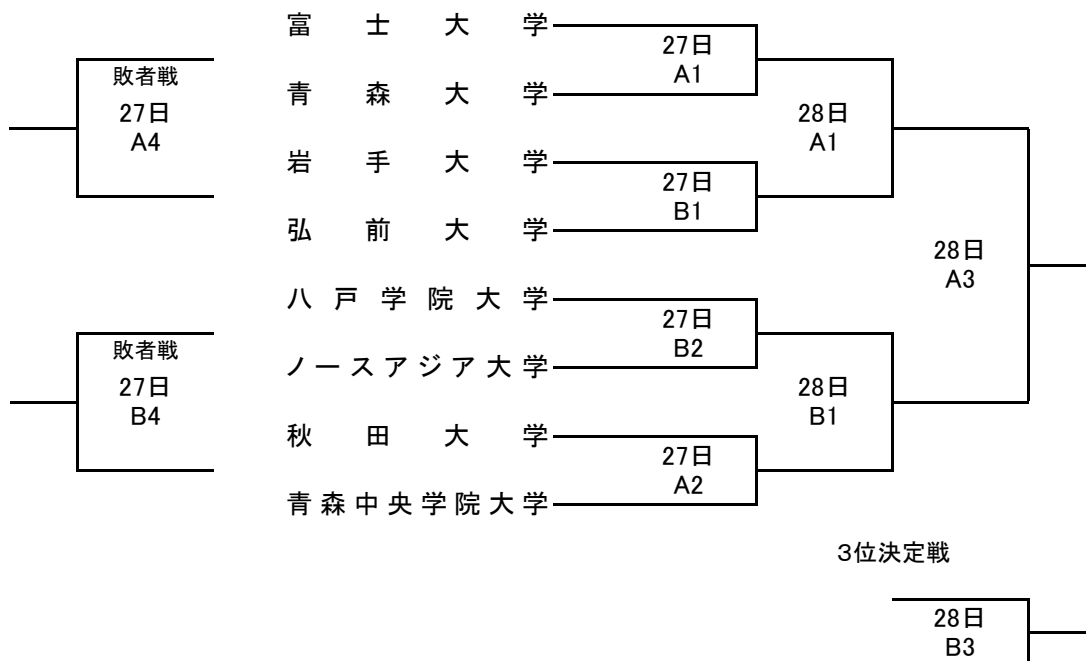 富士大学
27日
A1
敗者戦
27日
A4
青森大学
28日
A1
岩手大学
27日
B1
弘前大学
28日
A3
八戸学院大学
27日
B2
敗者戦
27日
B4
ノースアジア大学
28日
B1
秋田大学
27日
A2
青森中央学院大学
3位決定戦
28日
B3